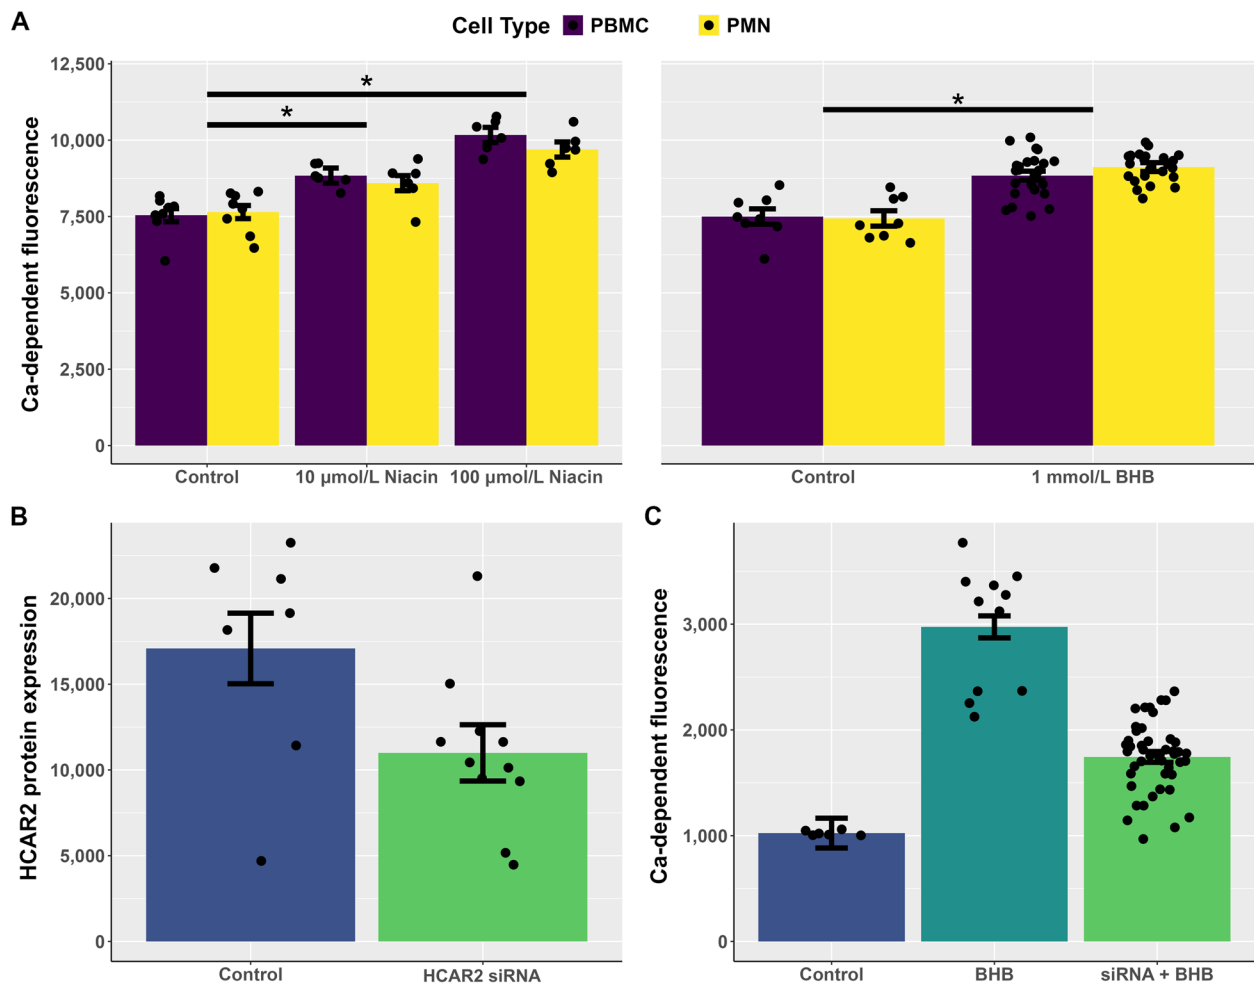 A
Cell Type PBMC PMN
Ca-dependent fluorescence
12,500
10,000
7,500
5,000
2,500
0
*
*
*
Control 10 µmol/L Niacin 100 µmol/L Niacin
Control 1 mmol/L BHB
B
HCAR2 protein expression
20,000
15,000
10,000
5,000
0
Control HCAR2 siRNA
C
Ca-dependent fluorescence
3,000
2,000
1,000
0
Control BHB siRNA + BHB